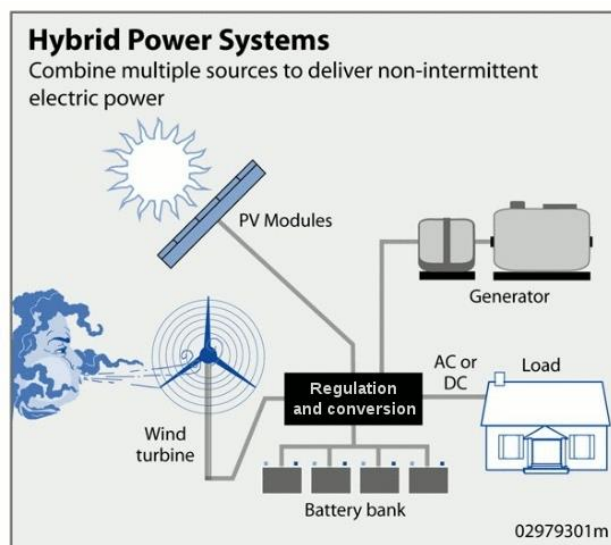 Hybrid Power Systems
Combine multiple sources to deliver non-intermittent
electric power
PV Modules
Generator
Regulation
and conversion
AC or
DC
Load
Wind
turbine
Battery bank
02979301m